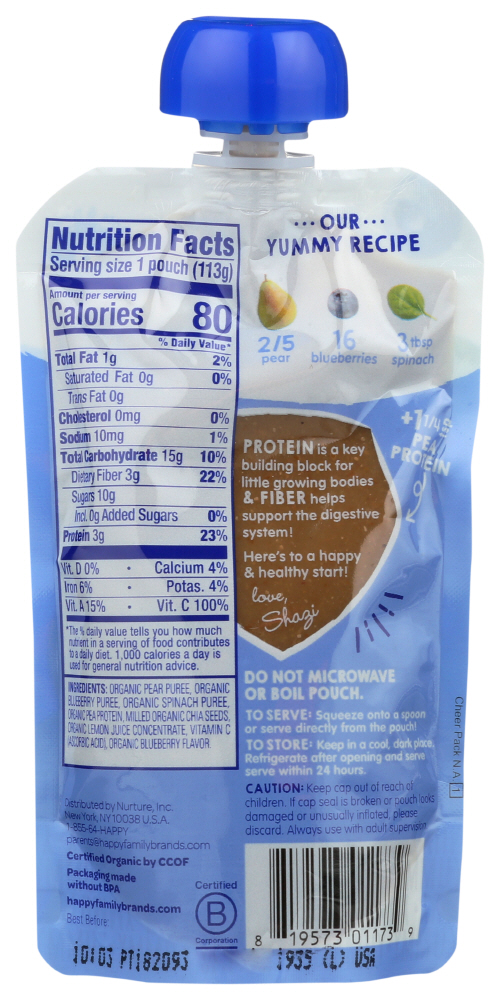 Nutrition Facts
Serving size 1 pouch (113g)
Amount per serving
Calories 80
% Daily Value*
Total Fat 1g 2%
Saturated Fat 0g 0%
Trans Fat 0g
Cholesterol 0mg 0%
Sodium 10mg 1%
Total Carbohydrate 15g 10%
Dietary Fiber 3g 22%
Sugars 10g
Incl. 0g Added Sugars 0%
Protein 3g 23%
Vit. D 0% • Calcium 4%
Iron 6% • Potas. 4%
Vit. A 15% • Vit. C 100%
*The % daily value tells you how much
nutrient in a serving of food contributes
to a daily diet. 1,000 calories a day is
used for general nutrition advice.
INGREDIENTS: ORGANIC PEAR PUREE, ORGANIC
BLUEBERRY PUREE, ORGANIC SPINACH PUREE,
ORGANIC PEA PROTEIN, MILLED ORGANIC CHIA SEEDS,
ORGANIC LEMON JUICE CONCENTRATE, VITAMIN C
(ASCORBIC ACID), ORGANIC BLUEBERRY FLAVOR
Distributed by Nurture, Inc.
New York, NY 10038 U.S.A.
1-855-64-HAPPY
parents@happyfamilybrands.com
Certified Organic by CCOF
Packaging made
without BPA
happyfamilybrands.com
Best Before:
Certified
B
Corporation
10:03 PT182093
•••OUR•••
YUMMY RECIPE
2/5 16 3 tbsp
pear blueberries spinach
PEA
PROTEIN
PROTEIN is a key
building block for
little growing bodies
& FIBER helps
support the digestive
system!
Here's to a happy
& healthy start!
love,
Shazi
DO NOT MICROWAVE
OR BOIL POUCH.
TO SERVE: Squeeze onto a spoon
or serve directly from the pouch!
TO STORE: Keep in a cool, dark place.
Refrigerate after opening and serve
serve within 24 hours.
CAUTION: Keep cap out of reach of
children. If cap seal is broken or pouch looks
damaged or unusually inflated, please
discard. Always use with adult supervision
Cheer Pack N A 1
8 19573 01173 9
1935 (L) USA